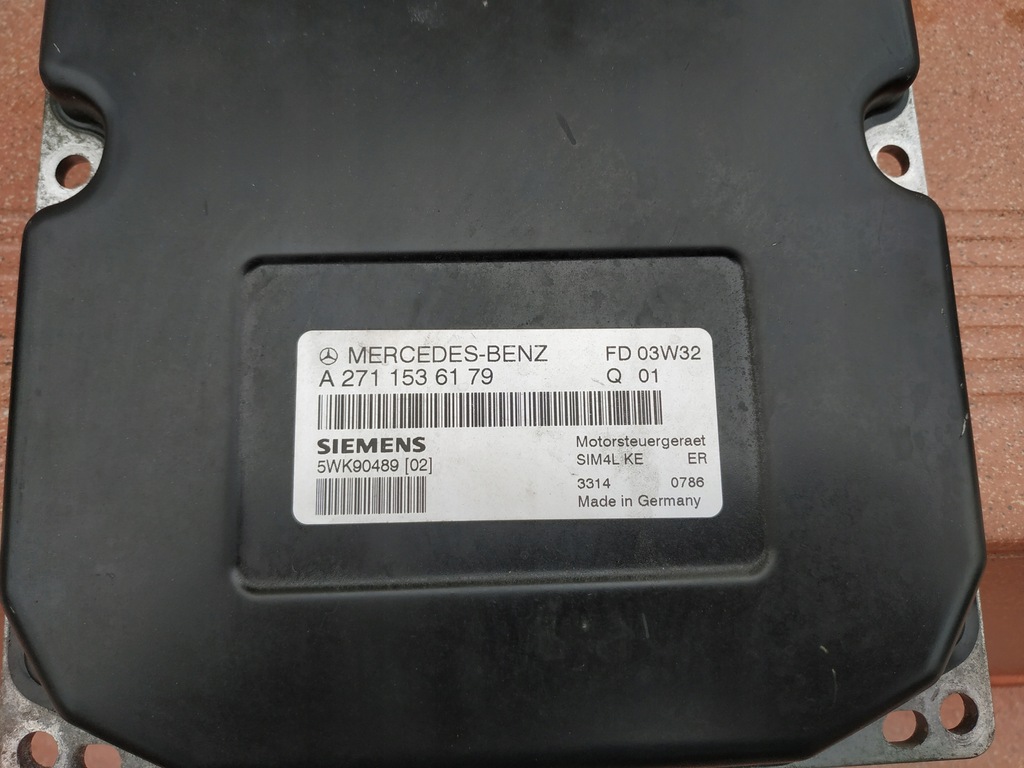 MERCEDES-BENZ FD 03W32
A 271 153 61 79 Q 01
SIEMENS Motorsteuergeraet
5WK90489 [02] SIM4L KE ER
3314 0786
Made in Germany